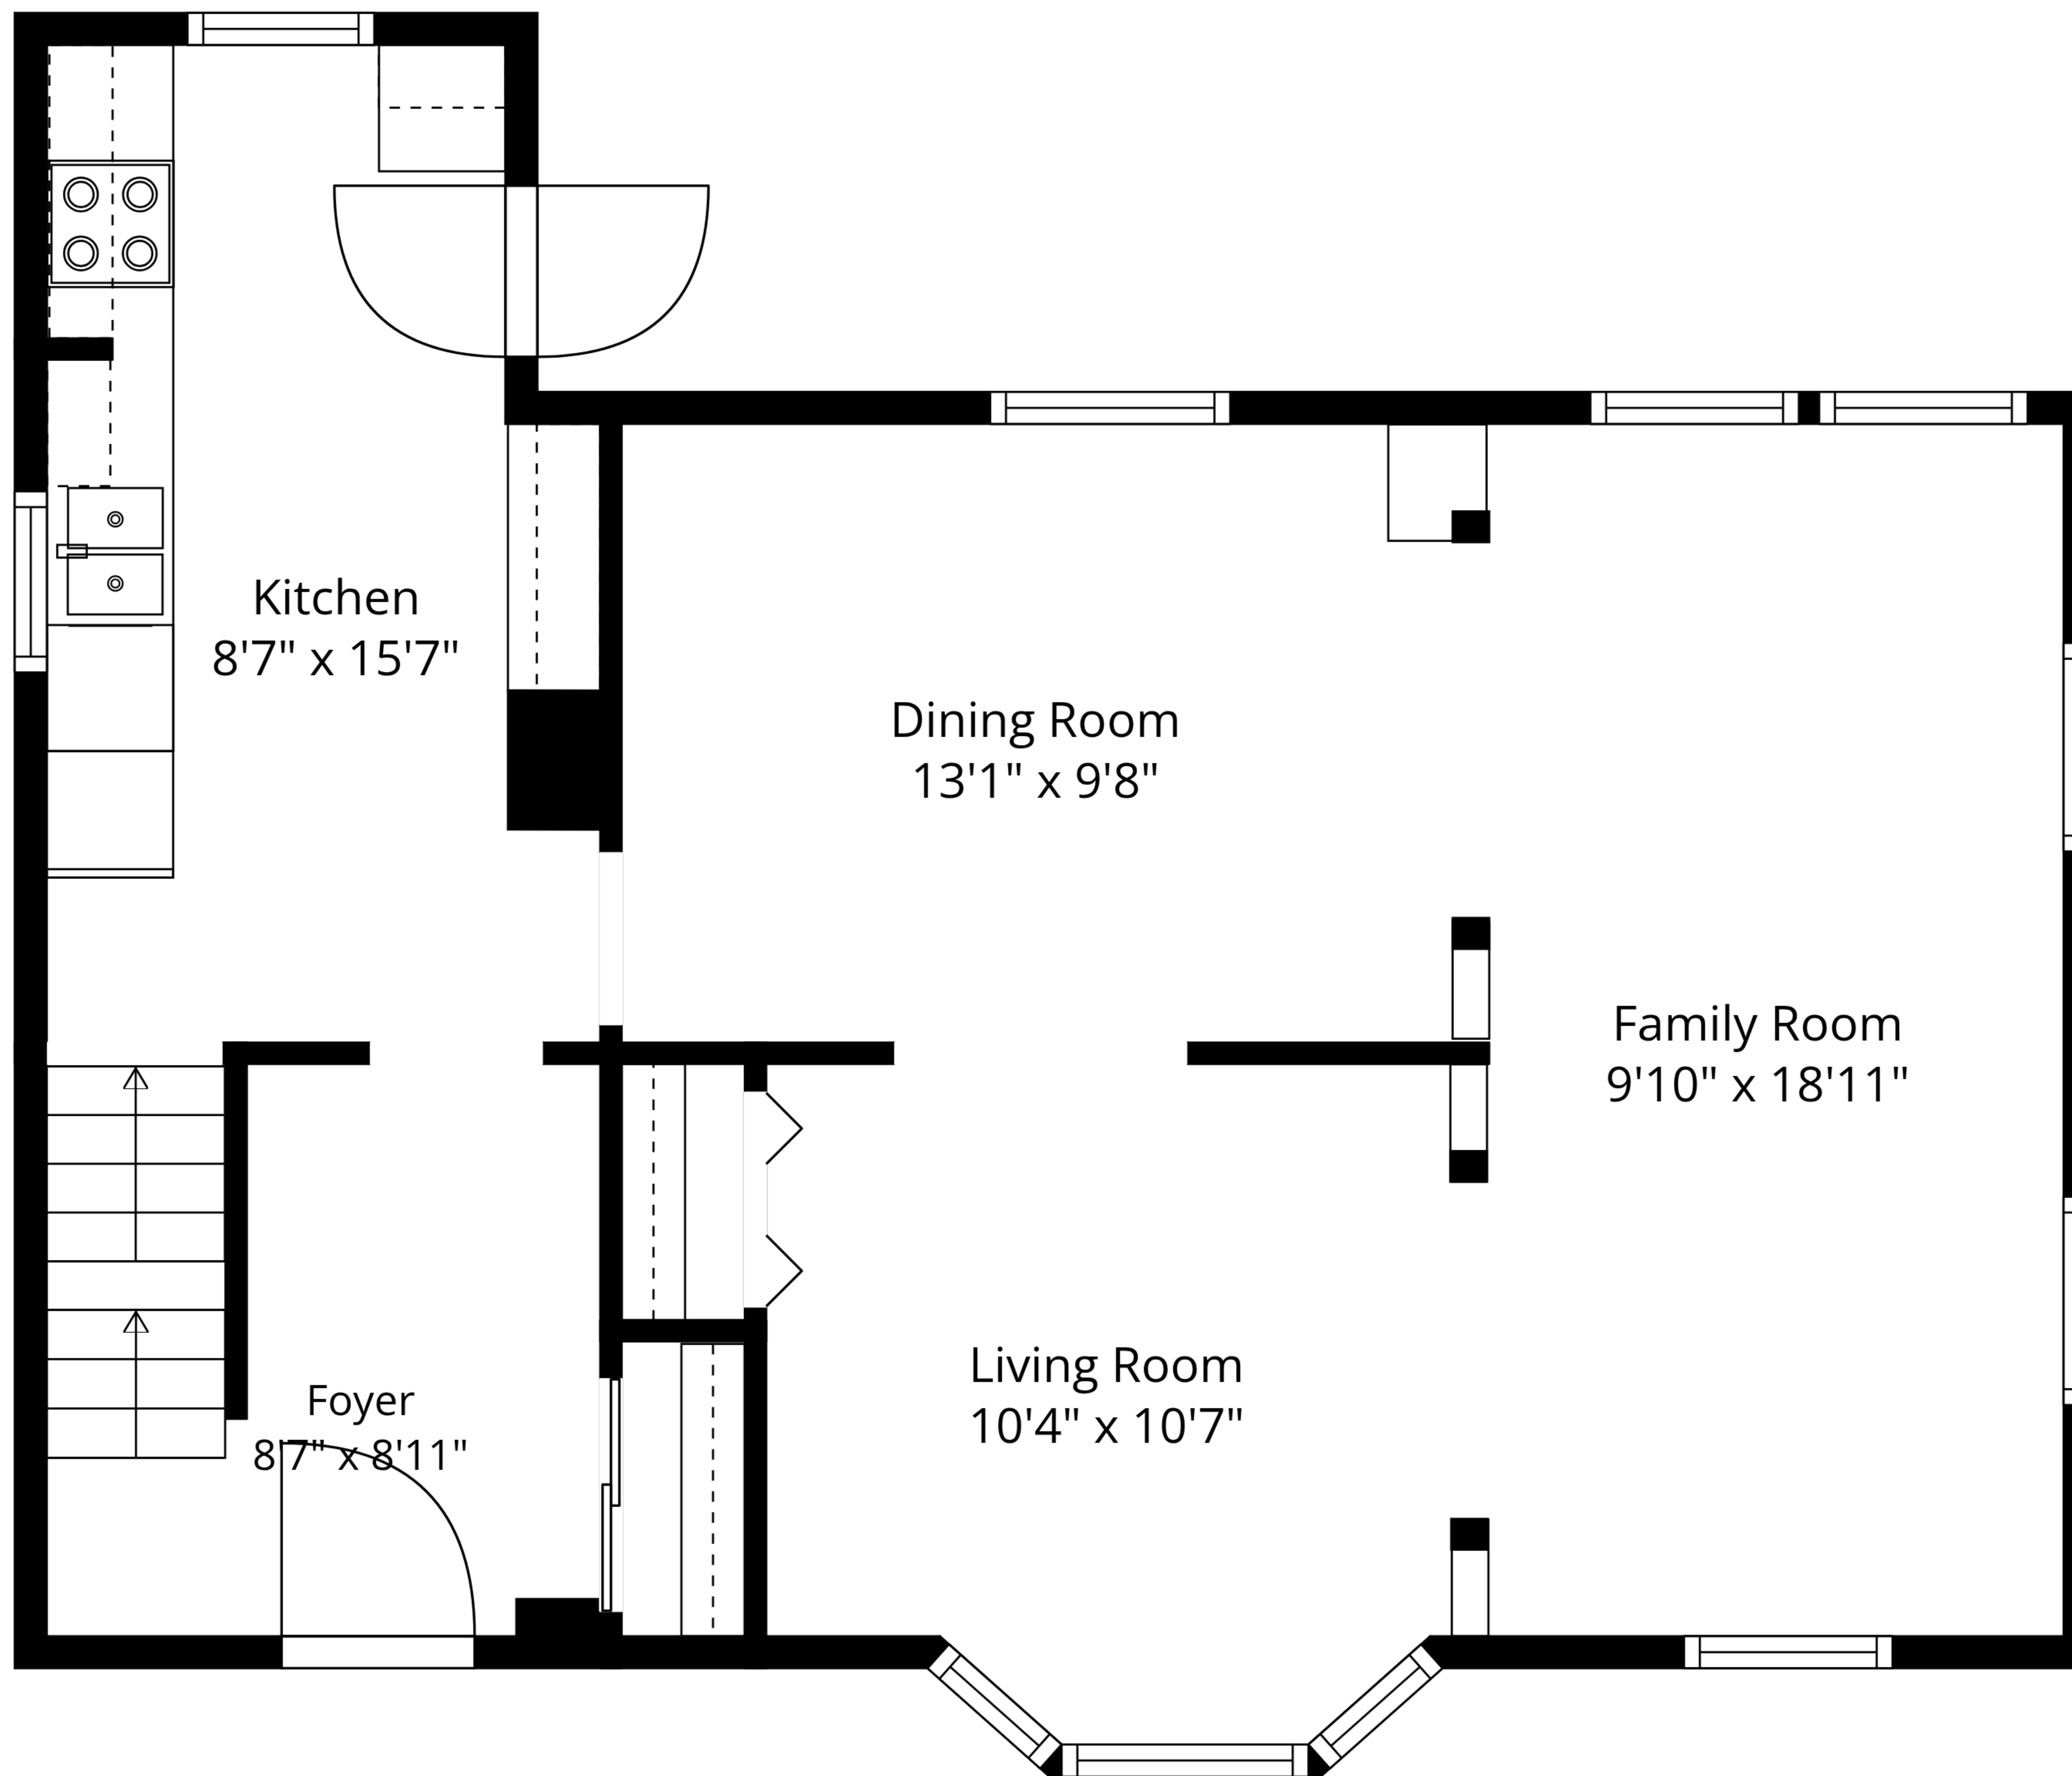 Kitchen
8'7" x 15'7"
Dining Room
13'1" x 9'8"
Family Room
9'10" x 18'11"
Living Room
10'4" x 10'7"
Foyer
8'7" x 8'11"